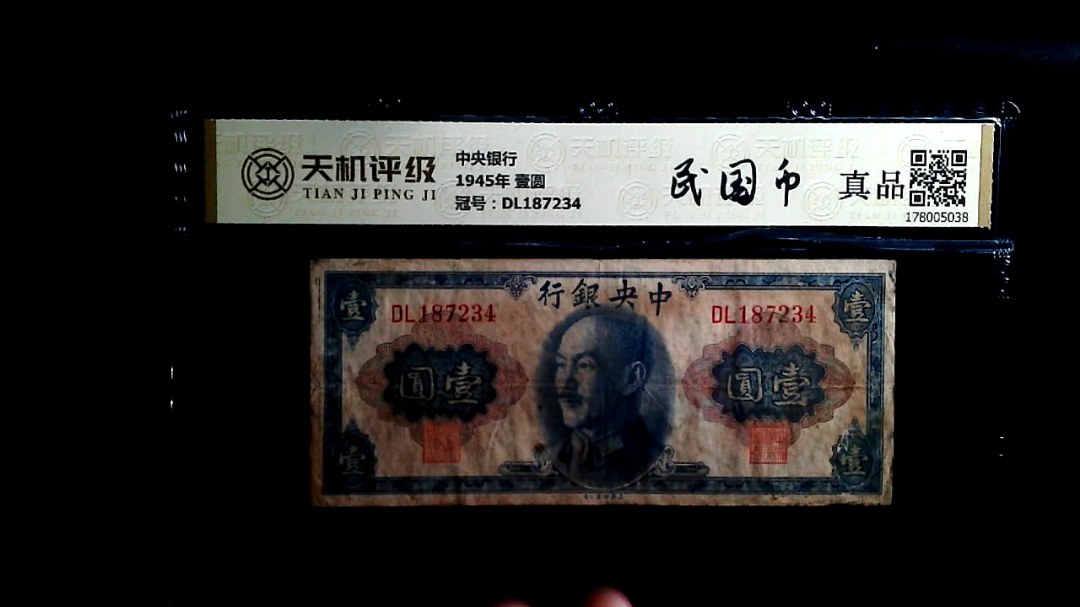 天机评级
TIAN JI PING JI
中央银行
1945年 壹圆
冠号：DL187234
民国币
真品
178005038
行銀央中
壹
壹
DL187234
DL187234
圓壹
圓壹
壹
壹